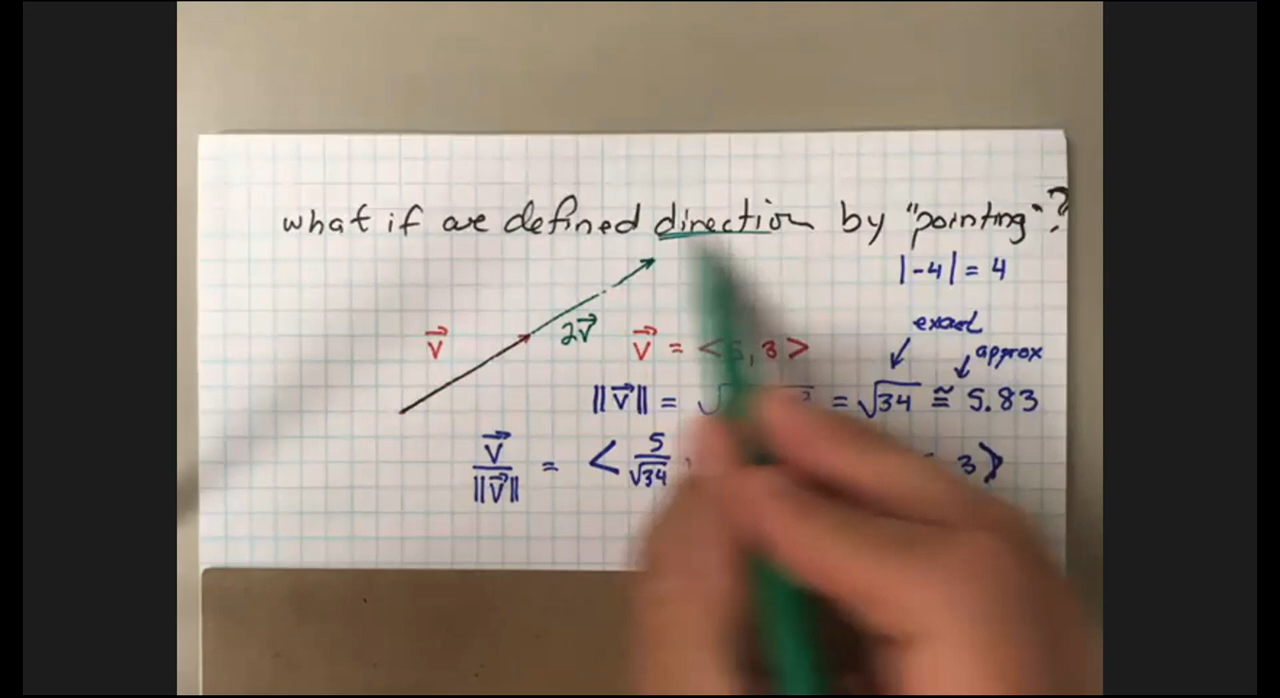 what if we defined direction by "pointing"?
|-4| = 4
exact
approx
2v⃗
v⃗
v⃗ = <5, 3>
||v⃗|| = √ 2 = √34 ≅ 5.83
v⃗/||v⃗|| = < 5/√34 , 3>